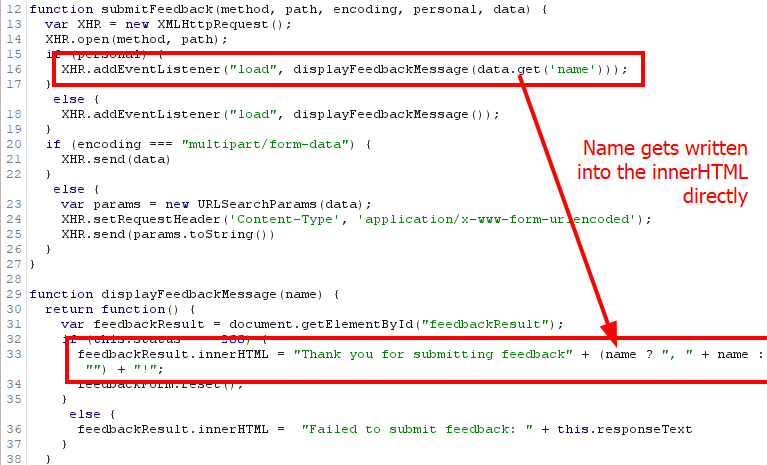 12 function submitFeedback(method, path, encoding, personal, data) {
13 var XHR = new XMLHttpRequest();
14 XHR.open(method, path);
15 if (personal) {
16 XHR.addEventListener("load", displayFeedbackMessage(data.get('name')));
17 }
else {
18 XHR.addEventListener("load", displayFeedbackMessage());
19 }
20 if (encoding === "multipart/form-data") {
21 XHR.send(data)
22 }
else {
23 var params = new URLSearchParams(data);
24 XHR.setRequestHeader('Content-Type', 'application/x-www-form-urlencoded');
25 XHR.send(params.toString())
26 }
27 }
28
29 function displayFeedbackMessage(name) {
30 return function() {
31 var feedbackResult = document.getElementById("feedbackResult");
32 if (this.status 200) {
33 feedbackResult.innerHTML = "Thank you for submitting feedback" + (name ? ", " + name :
"") + "!";
34 feedbackForm.reset();
35 }
else {
36 feedbackResult.innerHTML = "Failed to submit feedback: " + this.responseText
37 }
38 }
Name gets written
into the innerHTML
directly